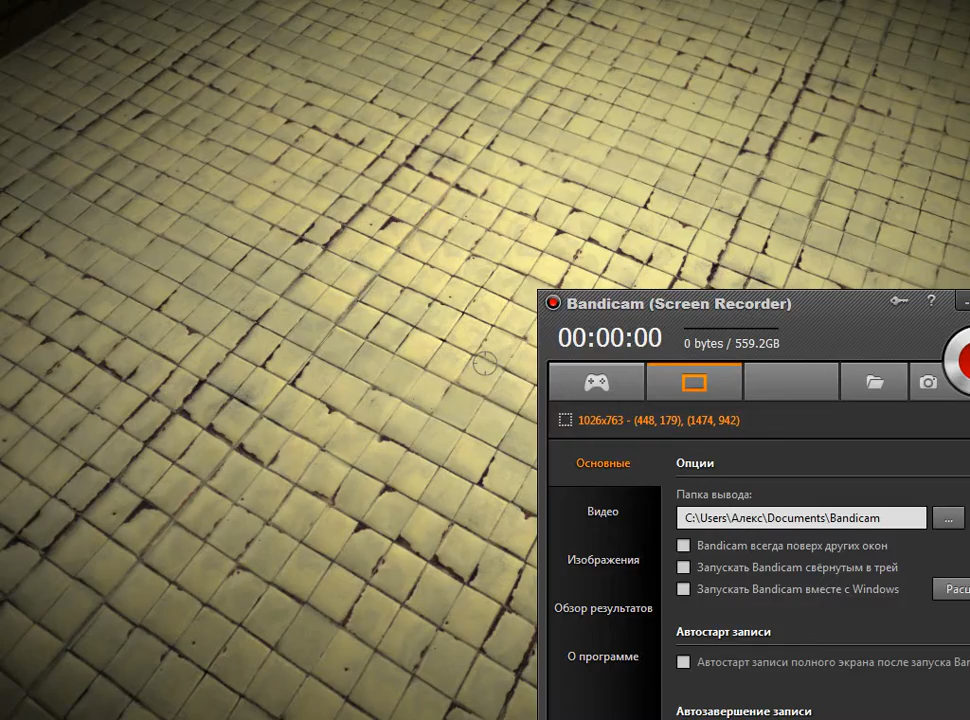 Bandicam (Screen Recorder)
?
00:00:00
0 bytes / 559.2GB
1026x763 - (448, 179), (1474, 942)
Основные
Опции
Папка вывода:
Видео
C:\Users\Алекс\Documents\Bandicam
...
Bandicam всегда поверх других окон
Изображения
Запускать Bandicam свёрнутым в трей
Запускать Bandicam вместе с Windows
Расш
Обзор результатов
Автостарт записи
О программе
Автостарт записи полного экрана после запуска Ban
Автозавершение записи